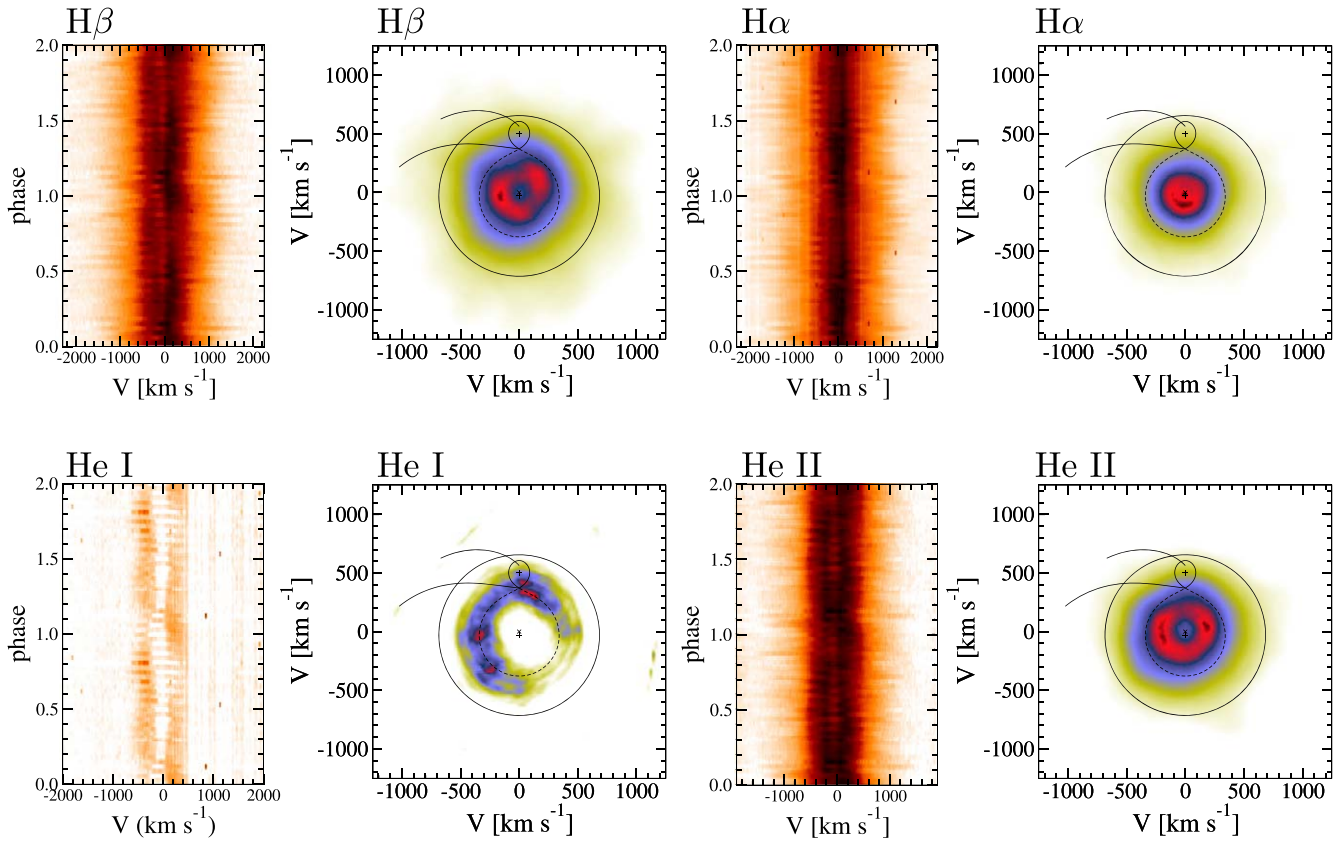 Hβ Hβ Hα Hα
2.0 1.5 1.0 0.5 0.0
phase
-2000 -1000 0 1000 2000
V [km s⁻¹]
1000 500 0 -500 -1000
V [km s⁻¹]
-1000 -500 0 500 1000
V [km s⁻¹]
2.0 1.5 1.0 0.5 0.0
phase
-2000 -1000 0 1000 2000
V [km s⁻¹]
1000 500 0 -500 -1000
V [km s⁻¹]
-1000 -500 0 500 1000
V [km s⁻¹]
He I He I He II He II
2.0 1.5 1.0 0.5 0.0
phase
-2000 -1000 0 1000 2000
V (km s⁻¹)
1000 500 0 -500 -1000
V [km s⁻¹]
-1000 -500 0 500 1000
V [km s⁻¹]
2.0 1.5 1.0 0.5 0.0
phase
-1000 0 1000
V [km s⁻¹]
1000 500 0 -500 -1000
V [km s⁻¹]
-1000 -500 0 500 1000
V [km s⁻¹]